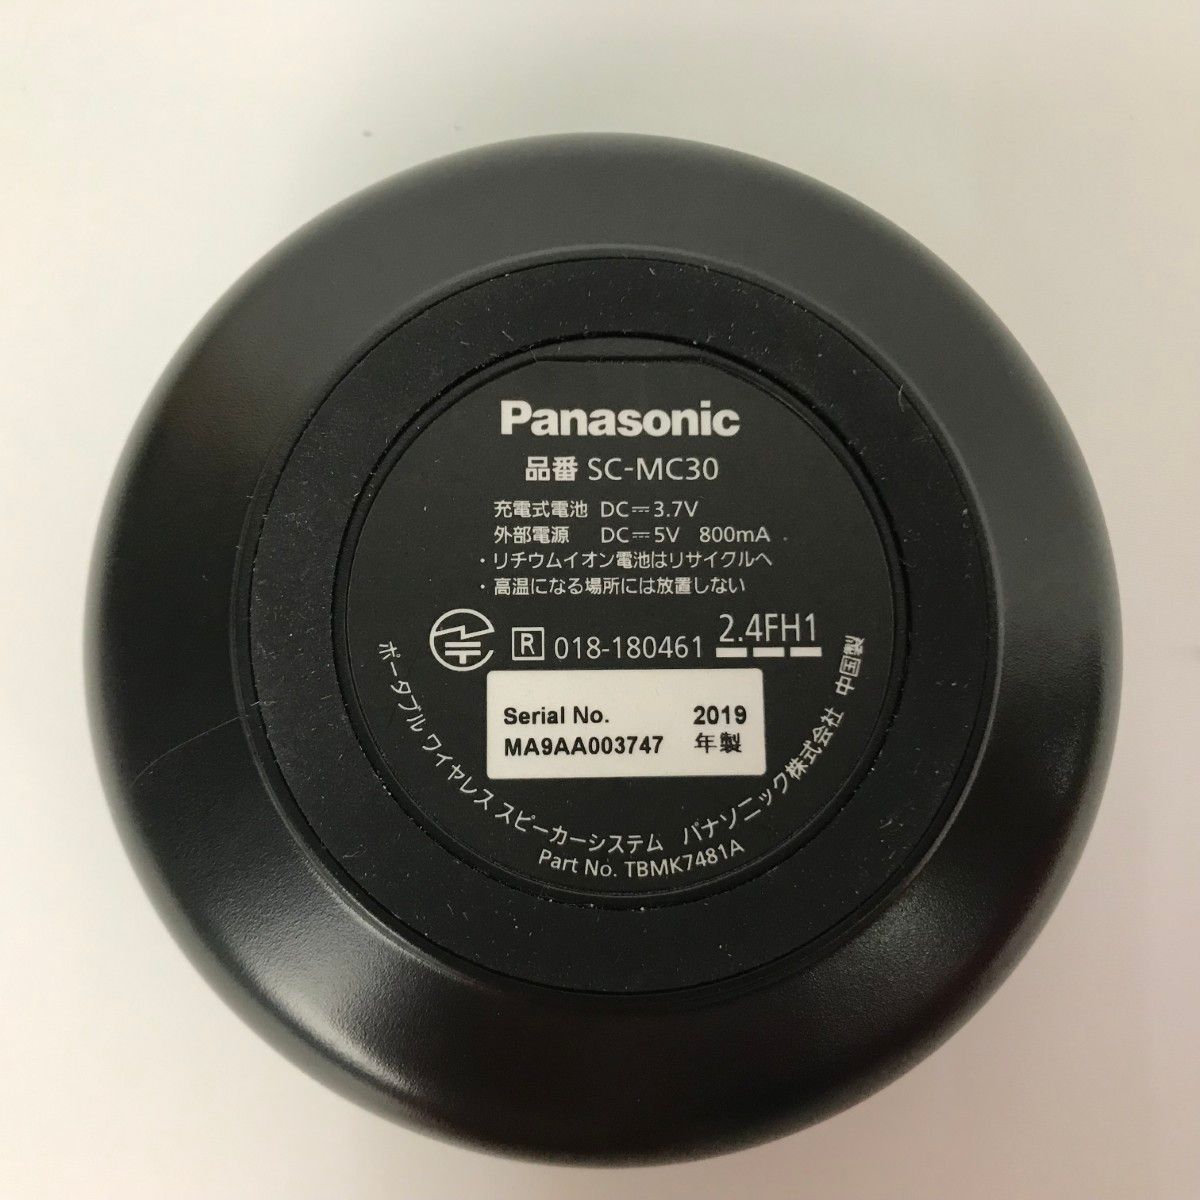 Panasonic
品番 SC-MC30
充電式電池 DC⎓3.7V
外部電源 DC⎓5V 800mA
・リチウムイオン電池はリサイクルへ
・高温になる場所には放置しない
R 018-180461 2.4FH1
Serial No. 2019
MA9AA003747 年製
ポータブル ワイヤレス スピーカーシステム パナソニック株式会社 中国製
Part No. TBMK7481A